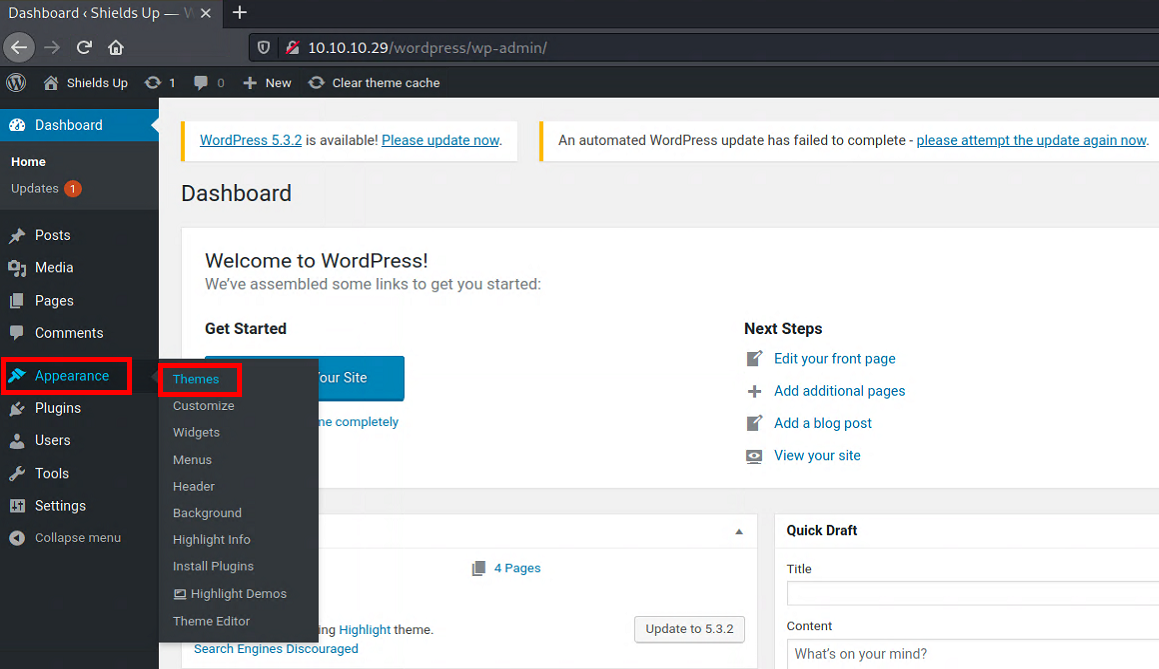 Dashboard ‹ Shields Up — W
10.10.10.29/wordpress/wp-admin/
Shields Up 1 0 New Clear theme cache
Dashboard
Home
Updates 1
Posts
Media
Pages
Comments
Appearance
Plugins
Users
Tools
Settings
Collapse menu
Themes
Customize
Widgets
Menus
Header
Background
Highlight Info
Install Plugins
Highlight Demos
Theme Editor
WordPress 5.3.2 is available! Please update now.
An automated WordPress update has failed to complete - please attempt the update again now.
Dashboard
Welcome to WordPress!
We've assembled some links to get you started:
Get Started
Your Site
me completely
Next Steps
Edit your front page
Add additional pages
Add a blog post
View your site
4 Pages
ing Highlight theme.
Update to 5.3.2
Search Engines Discouraged
Quick Draft
Title
Content
What's on your mind?